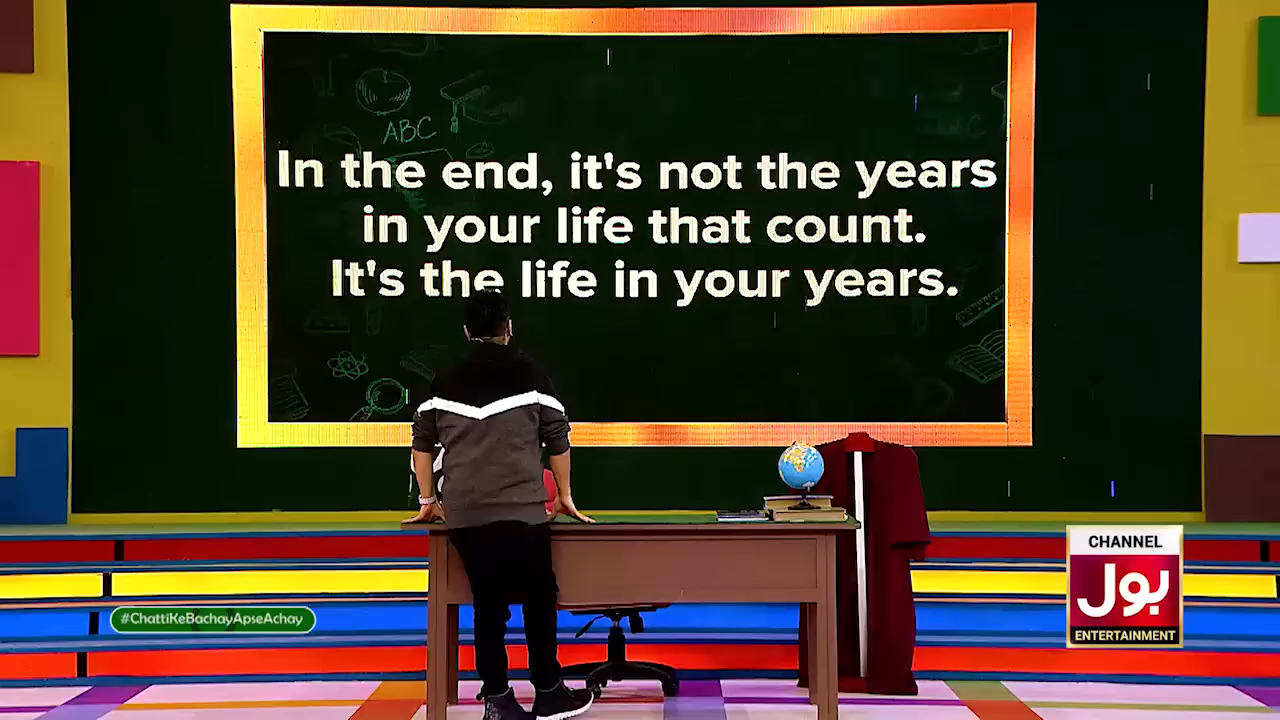 ABC
In the end, it's not the years
in your life that count.
It's the life in your years.
#ChattiKeBachayApseAchay
CHANNEL
بول
ENTERTAINMENT